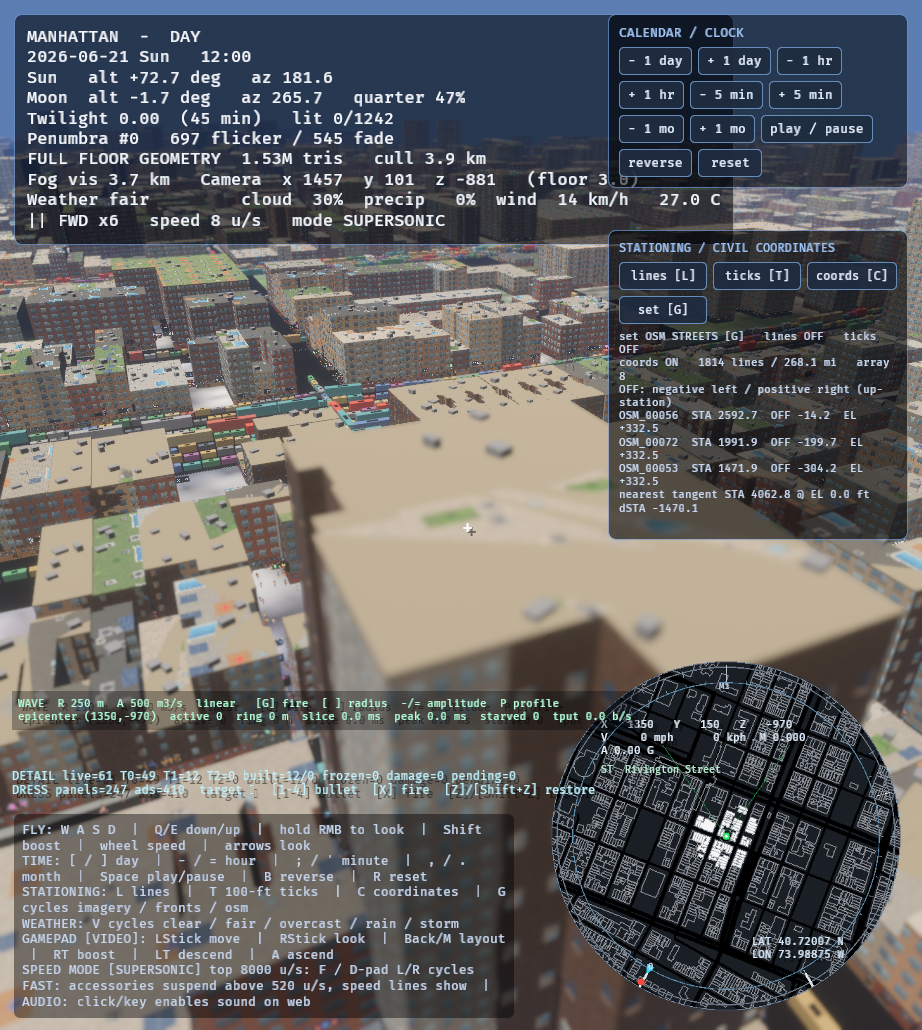 MANHATTAN - DAY
2026-06-21 Sun 12:00
Sun alt +72.7 deg az 181.6
Moon alt -1.7 deg az 265.7 quarter 47%
Twilight 0.00 (45 min) lit 0/1242
Penumbra #0 697 flicker / 545 fade
FULL FLOOR GEOMETRY 1.53M tris cull 3.9 km
Fog vis 3.7 km Camera x 1457 y 101 z -881 (floor 3.0)
Weather fair cloud 30% precip 0% wind 14 km/h 27.0 C
|| FWD x6 speed 8 u/s mode SUPERSONIC
CALENDAR / CLOCK
- 1 day + 1 day - 1 hr
+ 1 hr - 5 min + 5 min
- 1 mo + 1 mo play / pause
reverse reset
STATIONING / CIVIL COORDINATES
lines [L] ticks [T] coords [C]
set [G]
set OSM STREETS [G] lines OFF ticks
OFF
coords ON 1814 lines / 268.1 mi array
8
OFF: negative left / positive right (up-
station)
OSM_00056 STA 2592.7 OFF -14.2 EL
+332.5
OSM_00072 STA 1991.9 OFF -199.7 EL
+332.5
OSM_00053 STA 1471.9 OFF -304.2 EL
+332.5
nearest tangent STA 4062.8 @ EL 0.0 ft
dSTA -1470.1
WAVE R 250 m A 500 m3/s linear [G] fire [ ] radius -/= amplitude P profile
epicenter (1350,-970) active 0 ring 0 m slice 0.0 ms peak 0.0 ms starved 0 tput 0.0 b/s
X 1350 Y 150 Z -970
V 0 mph 0 kph M 0.000
A 0.00 G
ST Rivington Street
DETAIL live=61 T0=49 T1=12 T2=0 built=12/0 frozen=0 damage=0 pending=0
DRESS panels=247 ads=410 target: [1-4] bullet [X] fire [Z]/[Shift+Z] restore
FLY: W A S D | Q/E down/up | hold RMB to look | Shift
boost | wheel speed | arrows look
TIME: [ / ] day | - / = hour | ; / ' minute | , / .
month | Space play/pause | B reverse | R reset
STATIONING: L lines | T 100-ft ticks | C coordinates | G
cycles imagery / fronts / osm
WEATHER: V cycles clear / fair / overcast / rain / storm
GAMEPAD [VIDEO]: LStick move | RStick look | Back/M layout
| RT boost | LT descend | A ascend
SPEED MODE [SUPERSONIC] top 8000 u/s: F / D-pad L/R cycles
FAST: accessories suspend above 520 u/s, speed lines show |
AUDIO: click/key enables sound on web
LAT 40.72007 N
LON 73.98875 W